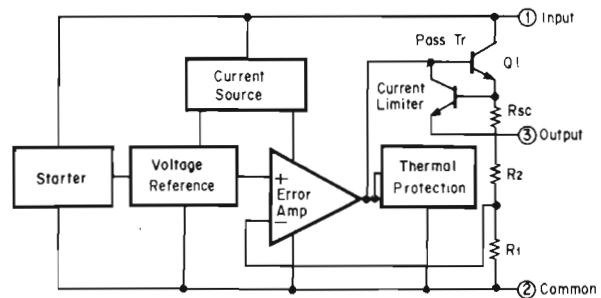 ① Input
Pass Tr
Q1
Current
Source
Current
Limiter
Rsc
③ Output
Starter
Voltage
Reference
+
Error
Amp
−
Thermal
Protection
R2
R1
② Common